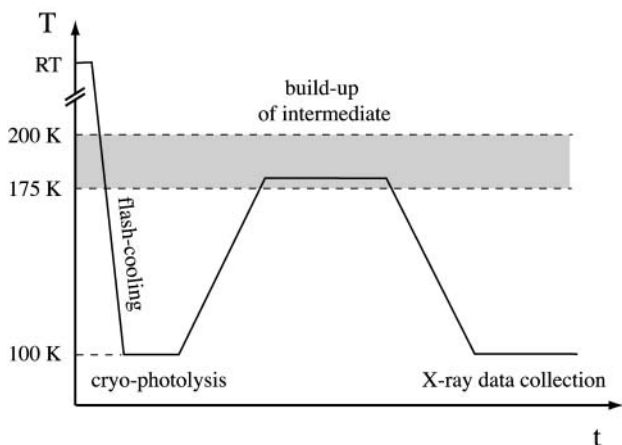 T
RT
build-up
of intermediate
200 K
175 K
flash-cooling
100 K
cryo-photolysis
X-ray data collection
t